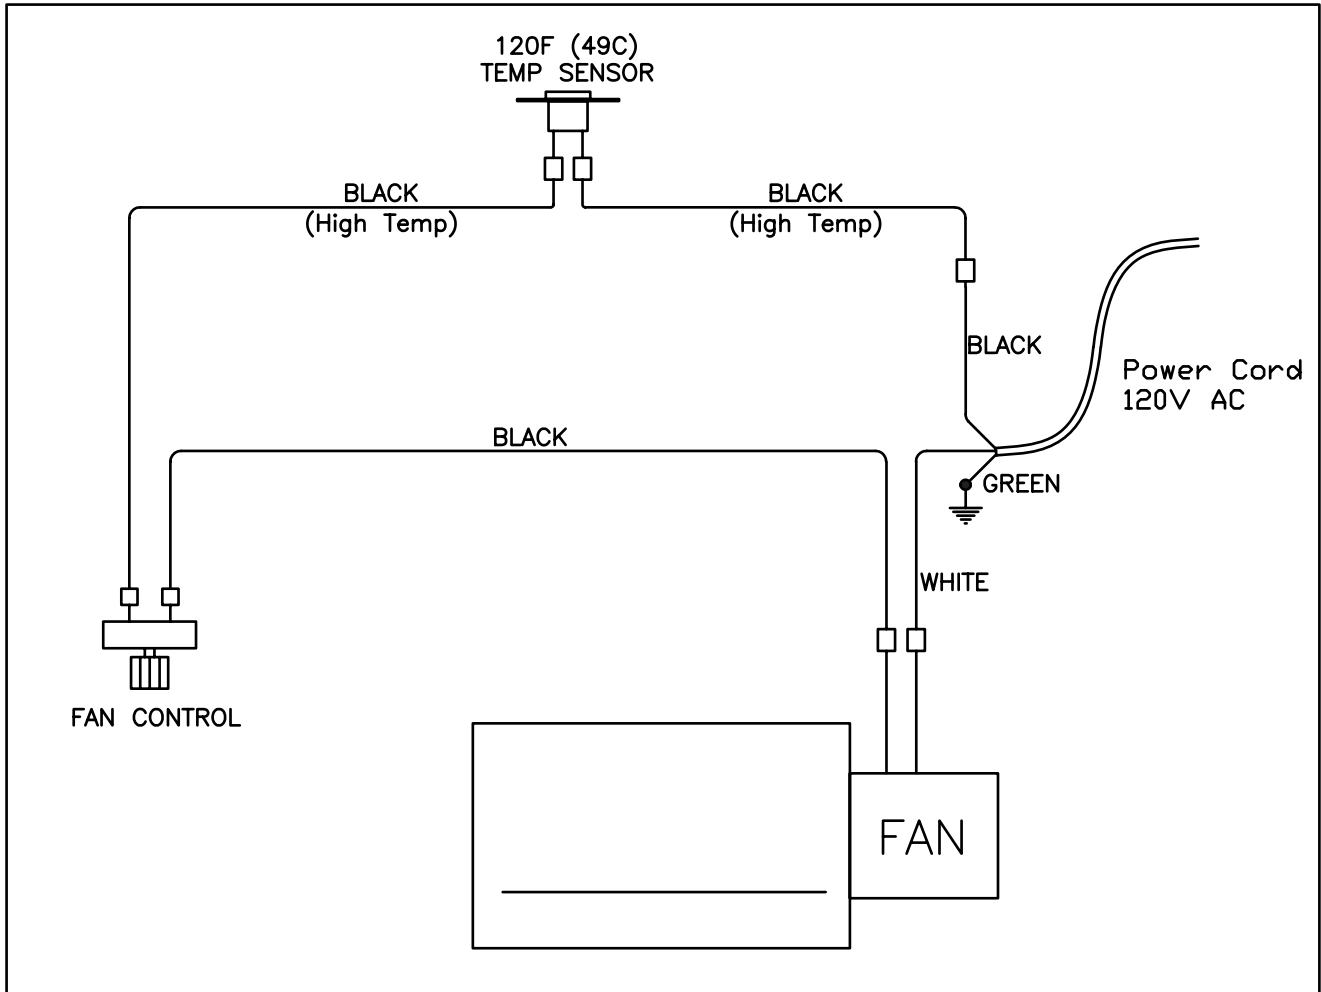 120F (49C)
TEMP SENSOR
BLACK
(High Temp)
BLACK
(High Temp)
BLACK
Power Cord
120V AC
BLACK
GREEN
WHITE
FAN CONTROL
FAN